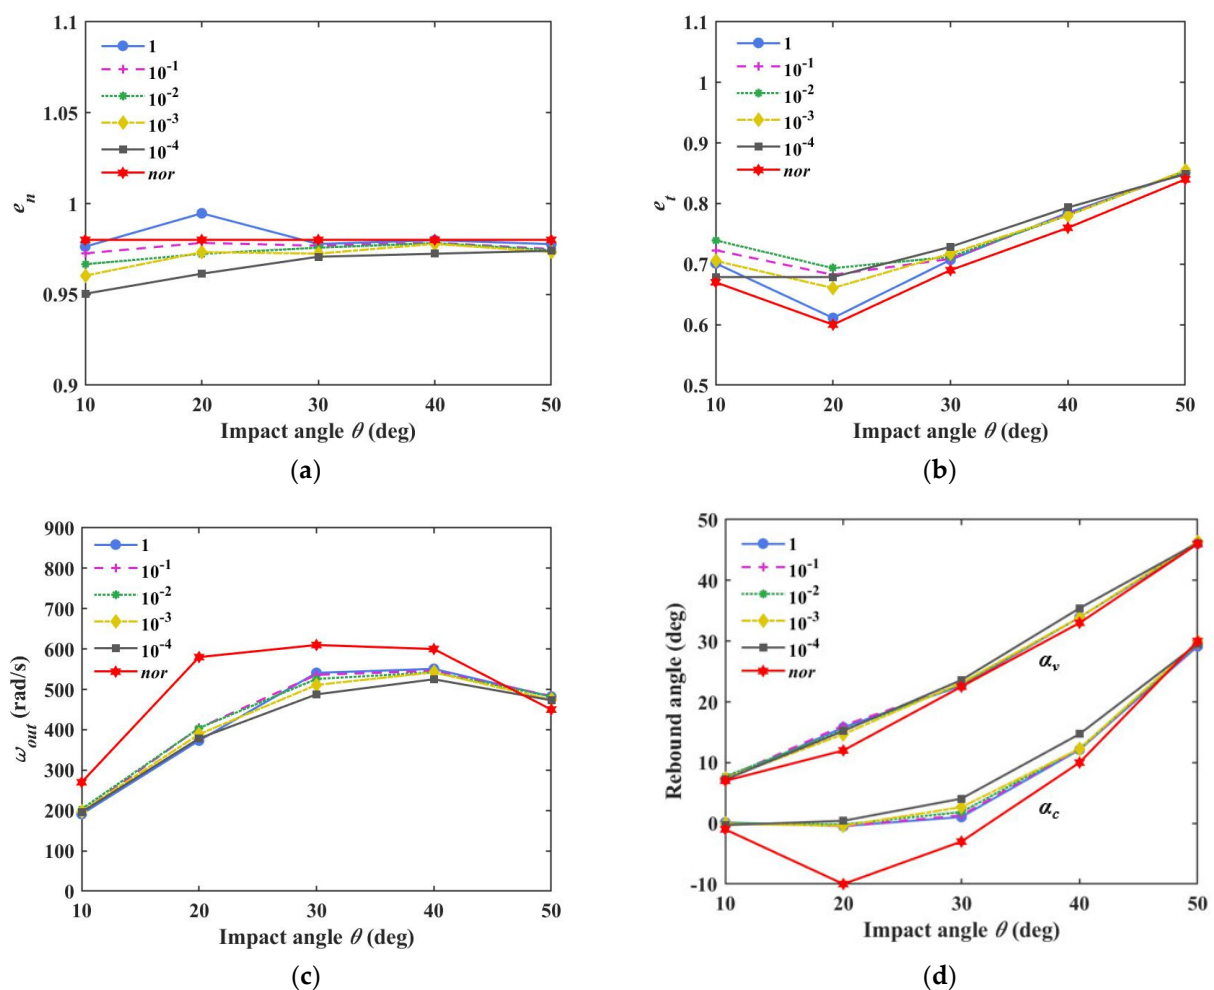 1.1
1.05
1
0.95
0.9
e_n
1
10^-1
10^-2
10^-3
10^-4
nor
10 20 30 40 50
Impact angle θ (deg)
(a)
1.1
1
0.9
0.8
0.7
0.6
0.5
e_t
1
10^-1
10^-2
10^-3
10^-4
nor
10 20 30 40 50
Impact angle θ (deg)
(b)
900
800
700
600
500
400
300
200
100
0
ω_out (rad/s)
1
10^-1
10^-2
10^-3
10^-4
nor
10 20 30 40 50
Impact angle θ (deg)
(c)
50
40
30
20
10
0
-10
Rebound angle (deg)
1
10^-1
10^-2
10^-3
10^-4
nor
α_v
α_c
10 20 30 40 50
Impact angle θ (deg)
(d)